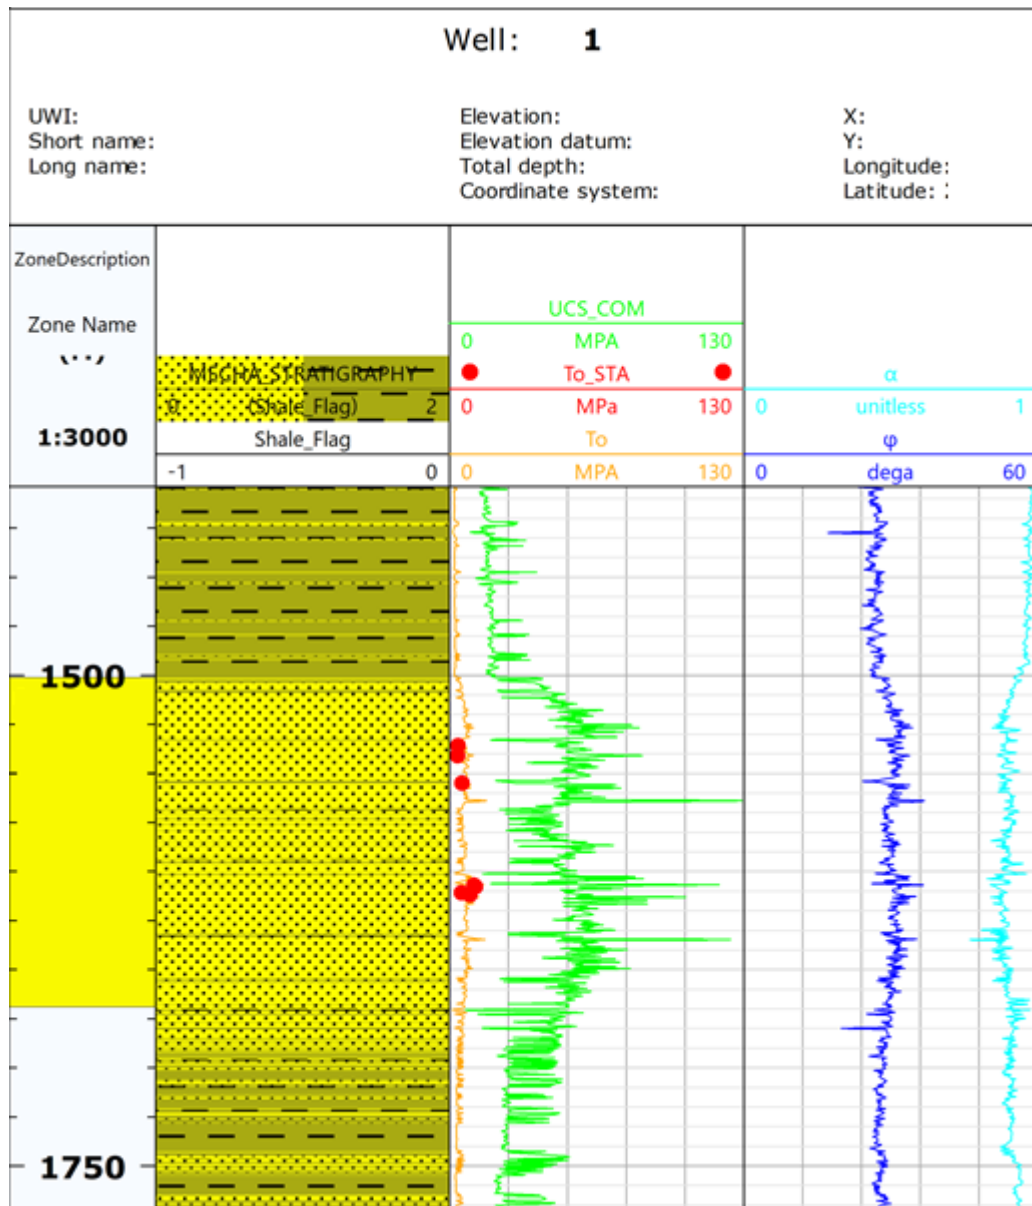 Well: 1
UWI:
Short name:
Long name:
Elevation:
Elevation datum:
Total depth:
Coordinate system:
X:
Y:
Longitude:
Latitude:
ZoneDescription
Zone Name
1:3000
MECHA_STRATIGRAPHY
0 (Shale_Flag) 2
Shale_Flag
-1 0
UCS_COM
0 MPA 130
To_STA
0 MPa 130
To
0 MPA 130
α
0 unitless 1
φ
0 dega 60
1500
1750